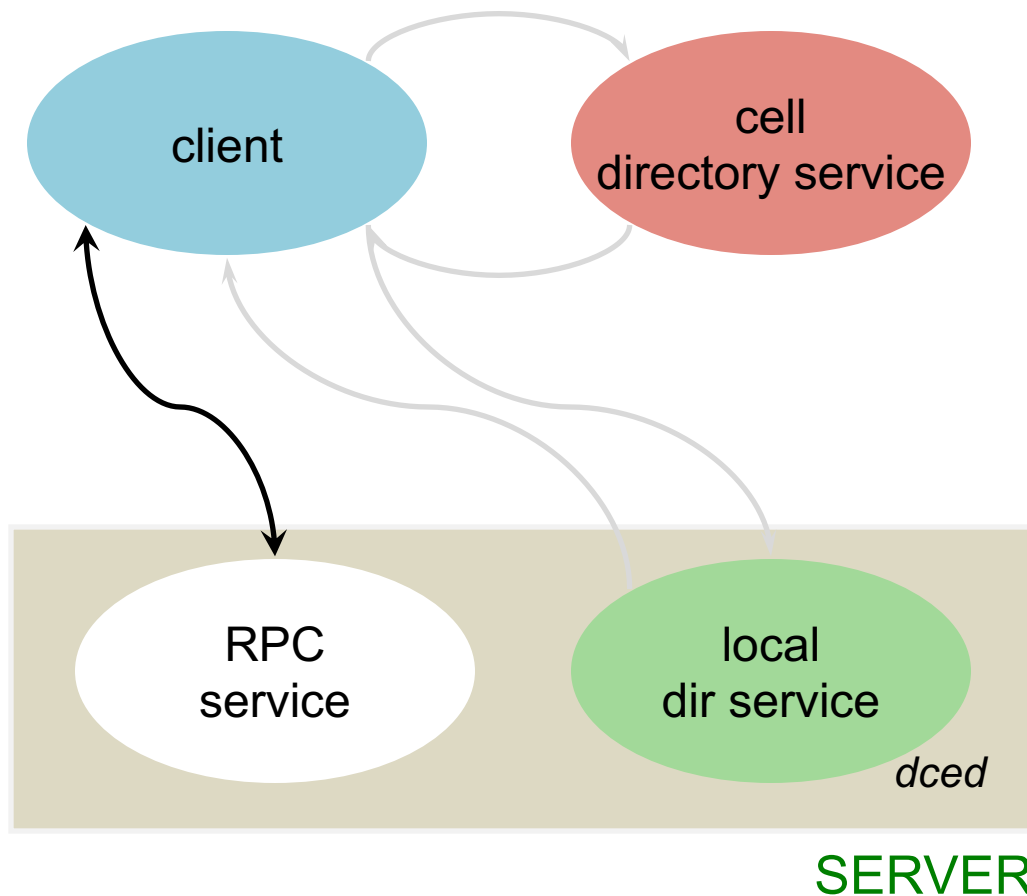 client
cell
directory service
RPC
service
local
dir service
dced
SERVER